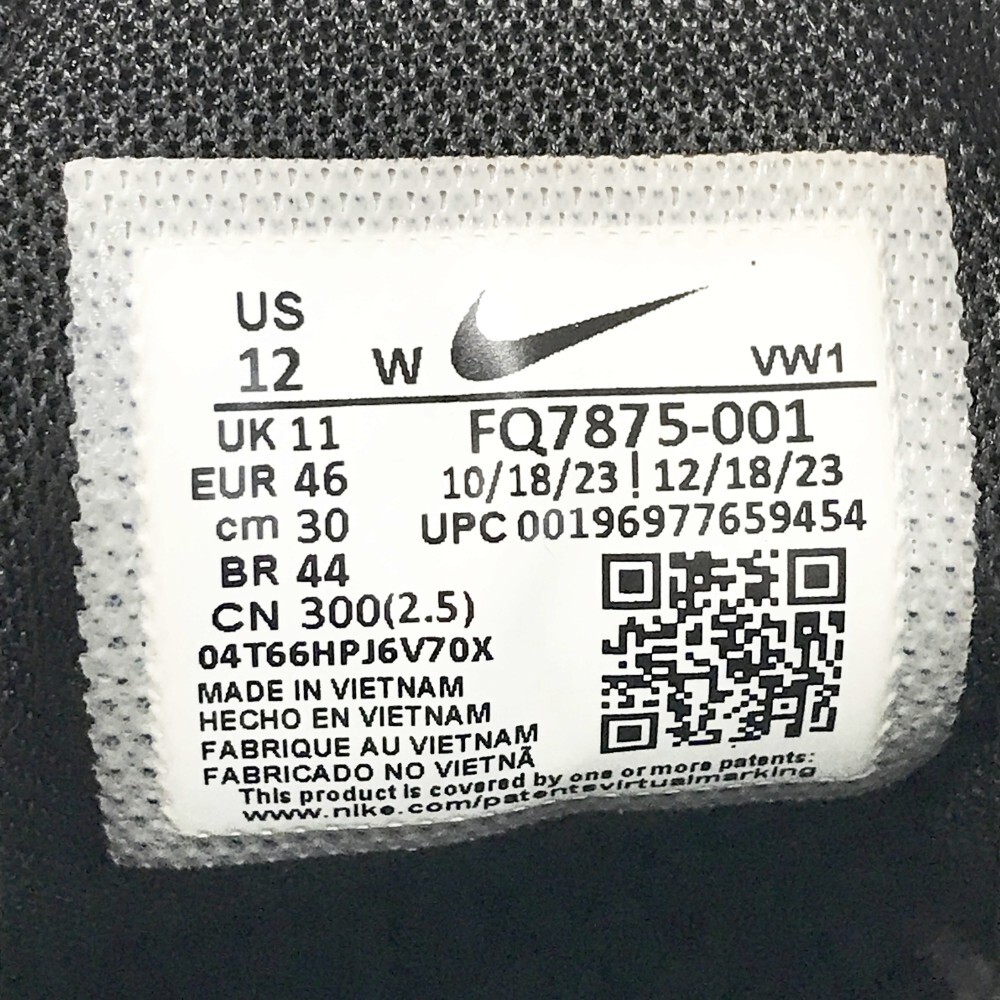 US
12 W VW1
UK 11 FQ7875-001
EUR 46 10/18/23 ! 12/18/23
cm 30 UPC 00196977659454
BR 44
CN 300(2.5)
04T66HPJ6V70X
MADE IN VIETNAM
HECHO EN VIETNAM
FABRIQUE AU VIETNAM
FABRICADO NO VIETNÃ
This product is covered by one or more patents:
www.nike.com/patentsvirtualmarking